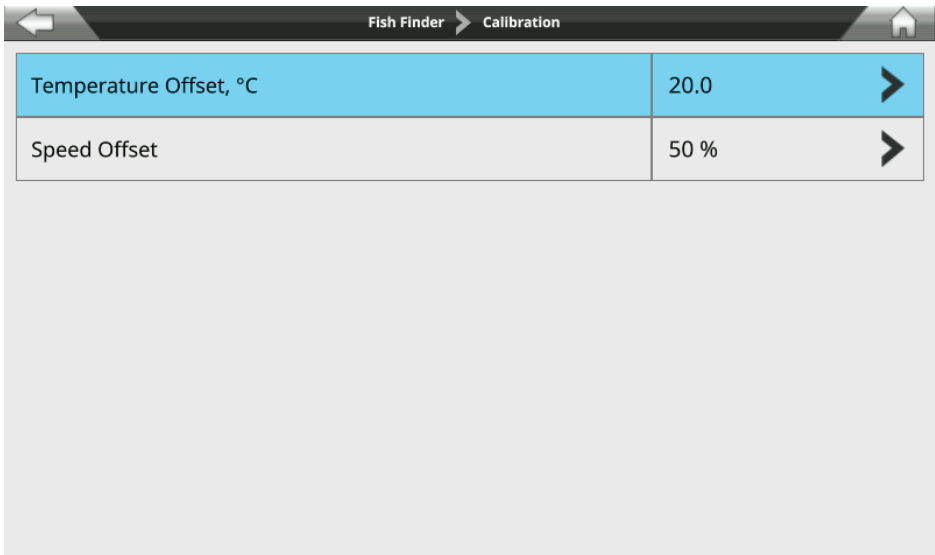 Fish Finder Calibration
Temperature Offset, °C 20.0
Speed Offset 50 %